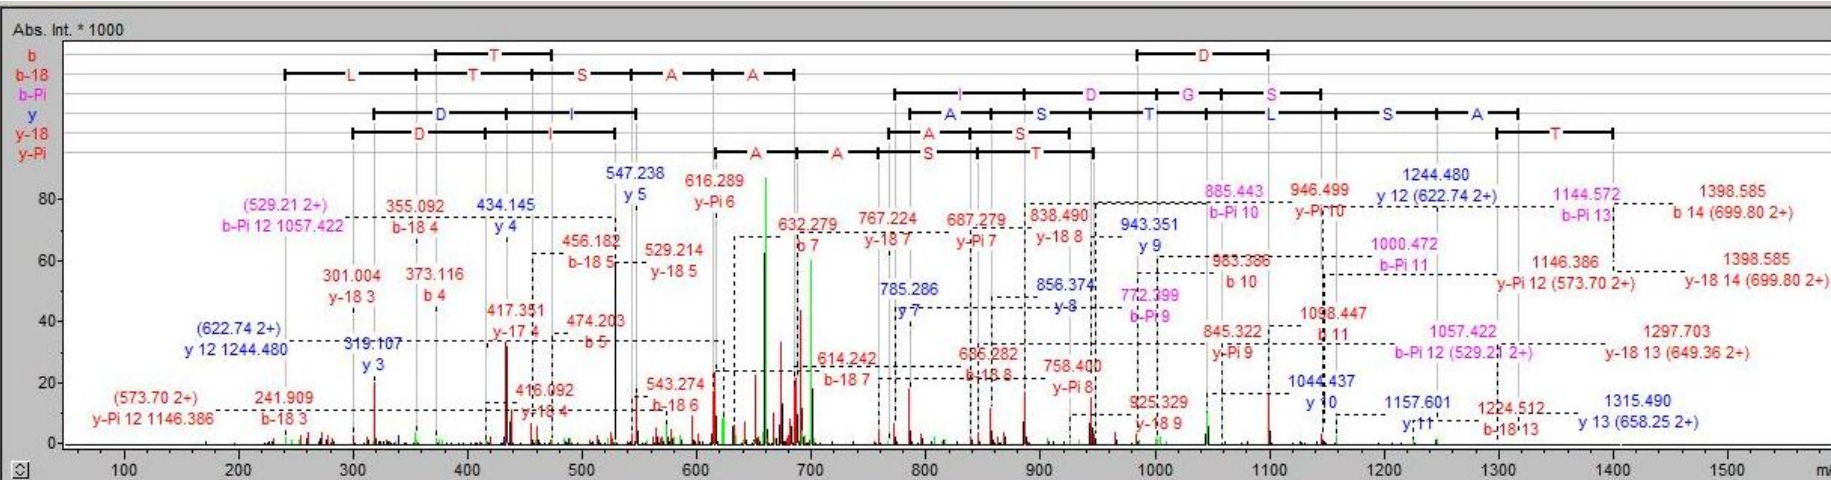 Abs. Int. * 1000
b
T
D
b-18
L T S A A
b-Pi
I D G S
y
D I A S T L S A
y-18
D I A S T
y-Pi
A A S T
80
60
40
20
0
547.238
y 5
616.289
y-Pi 6
(529.21 2+)
b-Pi 12 1057.422
355.092
b-18 4
434.145
y 4
632.279
b 7
767.224
y-18 7
687.279
y-Pi 7
838.490
y-18 8
885.443
b-Pi 10
946.499
y-Pi 10
943.351
y 9
1244.480
y 12 (622.74 2+)
1144.572
b-Pi 13
1398.585
b 14 (699.80 2+)
456.182
b-18 5
529.214
y-18 5
1000.472
b-Pi 11
983.386
b 10
1146.386
y-Pi 12 (573.70 2+)
1398.585
y-18 14 (699.80 2+)
301.004
y-18 3
373.116
b 4
785.286
y 7
856.374
y-8
772.399
b-Pi 9
417.351
y-17 4
474.203
b 5
(622.74 2+)
y 12 1244.480
319.107
y 3
845.322
y-Pi 9
1098.447
b 11
1057.422
b-Pi 12 (529.21 2+)
1297.703
y-18 13 (649.36 2+)
614.242
b-18 7
685.282
b-18 8
758.400
y-Pi 8
(573.70 2+)
y-Pi 12 1146.386
241.909
b-18 3
416.092
y-18 4
543.274
b-18 6
925.329
y-18 9
1044.437
y 10
1157.601
y 11
1224.512
b-18 13
1315.490
y 13 (658.25 2+)
100 200 300 400 500 600 700 800 900 1000 1100 1200 1300 1400 1500 m/